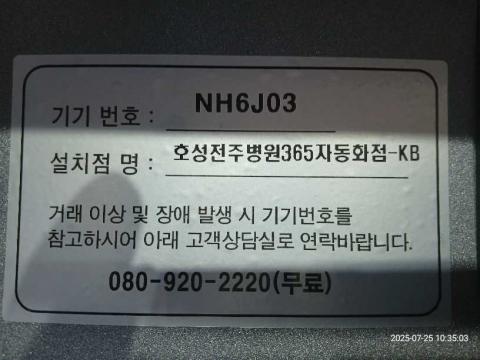 기기 번호 : NH6J03
설치점 명 : 호성전주병원365자동화점-KB
거래 이상 및 장애 발생 시 기기번호를
참고하시어 아래 고객상담실로 연락바랍니다.
080-920-2220(무료)
2025-07-25 10:35:03